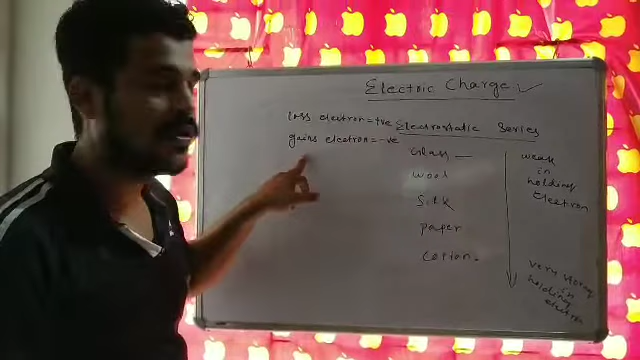 Electric Charge
loss electron = +ve
Electrostatic Series
gains electron = -ve
Glass
wool
Silk
paper
Cotton
weak
in
holding
Electron
very strong
in
holding
electron